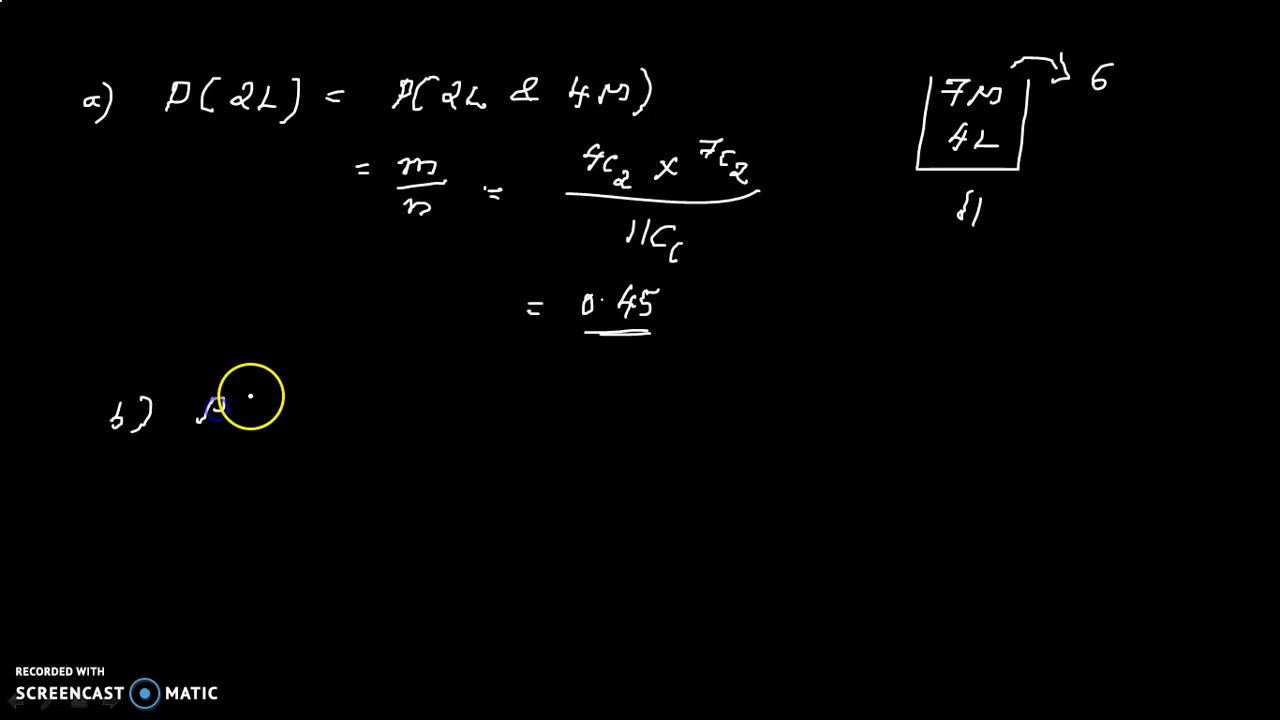 a) P(2L) = P(2L & 4M)
7M
4L
6
11
= m/n = 4C2 x 7C2 / 11C6
= 0.45
b) P
RECORDED WITH
SCREENCAST MATIC